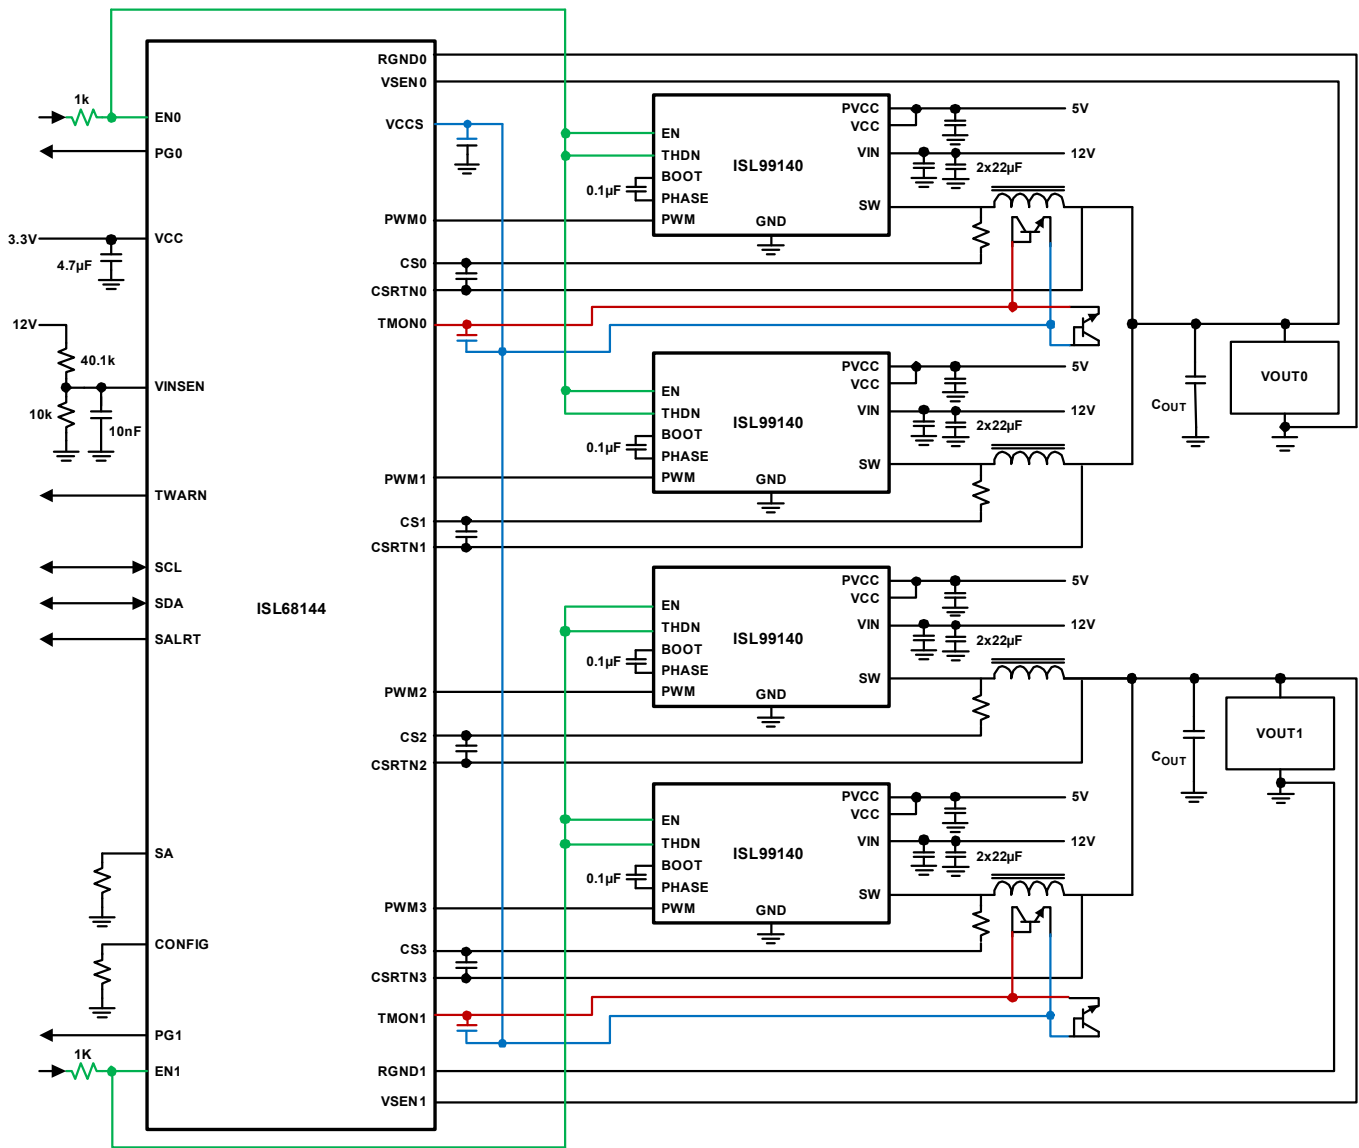 1k
EN0
PG0
3.3V
VCC
4.7µF
12V
40.1k
VINSEN
10k
10nF
TWARN
SCL
SDA
SALRT
ISL68144
SA
CONFIG
PG1
1K
EN1
RGND0
VSEN0
VCCS
PWM0
CS0
CSRTN0
TMON0
PWM1
CS1
CSRTN1
PWM2
CS2
CSRTN2
PWM3
CS3
CSRTN3
TMON1
RGND1
VSEN1
EN
THDN
BOOT
PHASE
PWM
0.1µF
ISL99140
GND
PVCC
VCC
VIN
SW
5V
12V
2x22µF
EN
THDN
BOOT
PHASE
PWM
0.1µF
ISL99140
GND
PVCC
VCC
VIN
SW
5V
12V
2x22µF
COUT
VOUT0
EN
THDN
BOOT
PHASE
PWM
0.1µF
ISL99140
GND
PVCC
VCC
VIN
SW
5V
12V
2x22µF
COUT
VOUT1
EN
THDN
BOOT
PHASE
PWM
0.1µF
ISL99140
GND
PVCC
VCC
VIN
SW
5V
12V
2x22µF